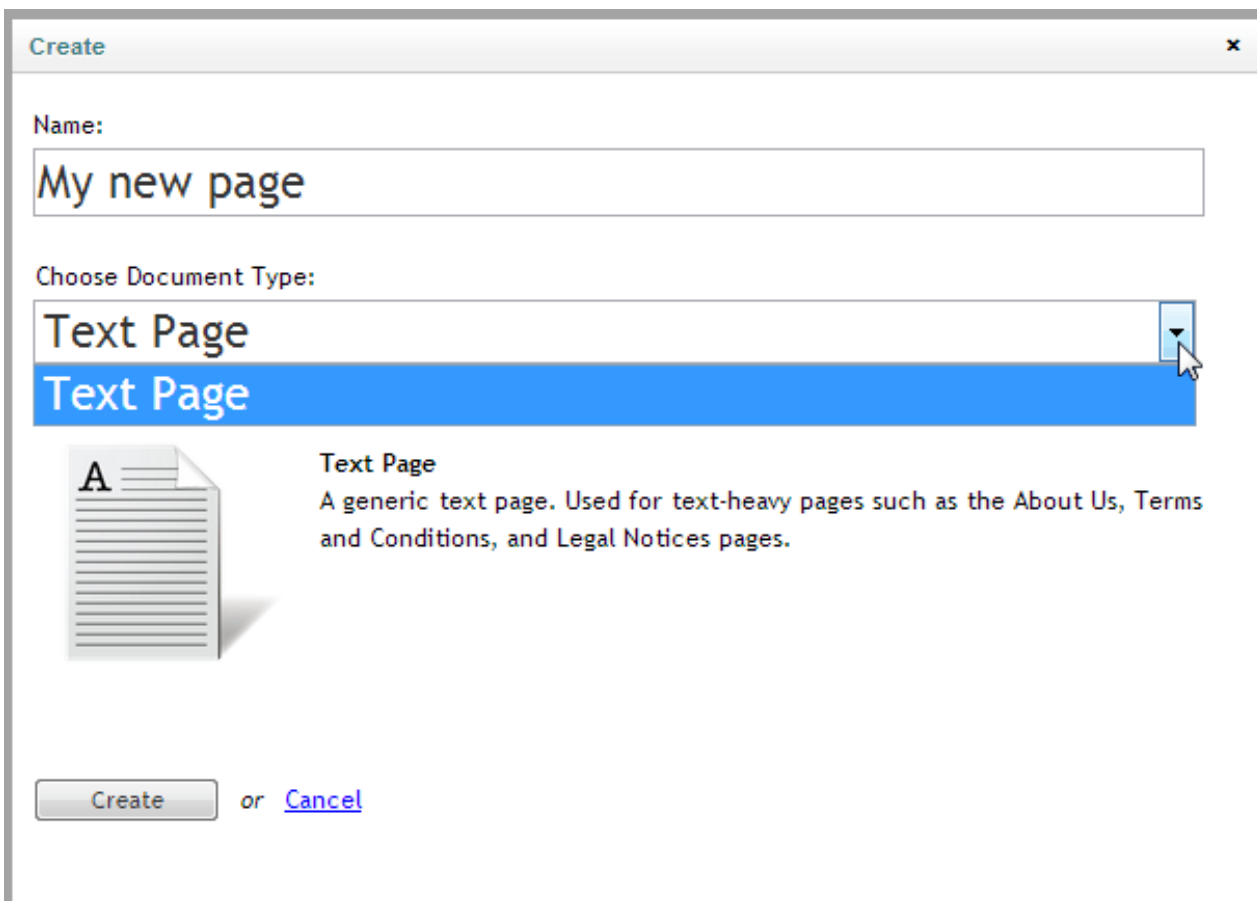 Create
×
Name:
My new page
Choose Document Type:
Text Page
Text Page
A
Text Page
A generic text page. Used for text-heavy pages such as the About Us, Terms
and Conditions, and Legal Notices pages.
Create or Cancel